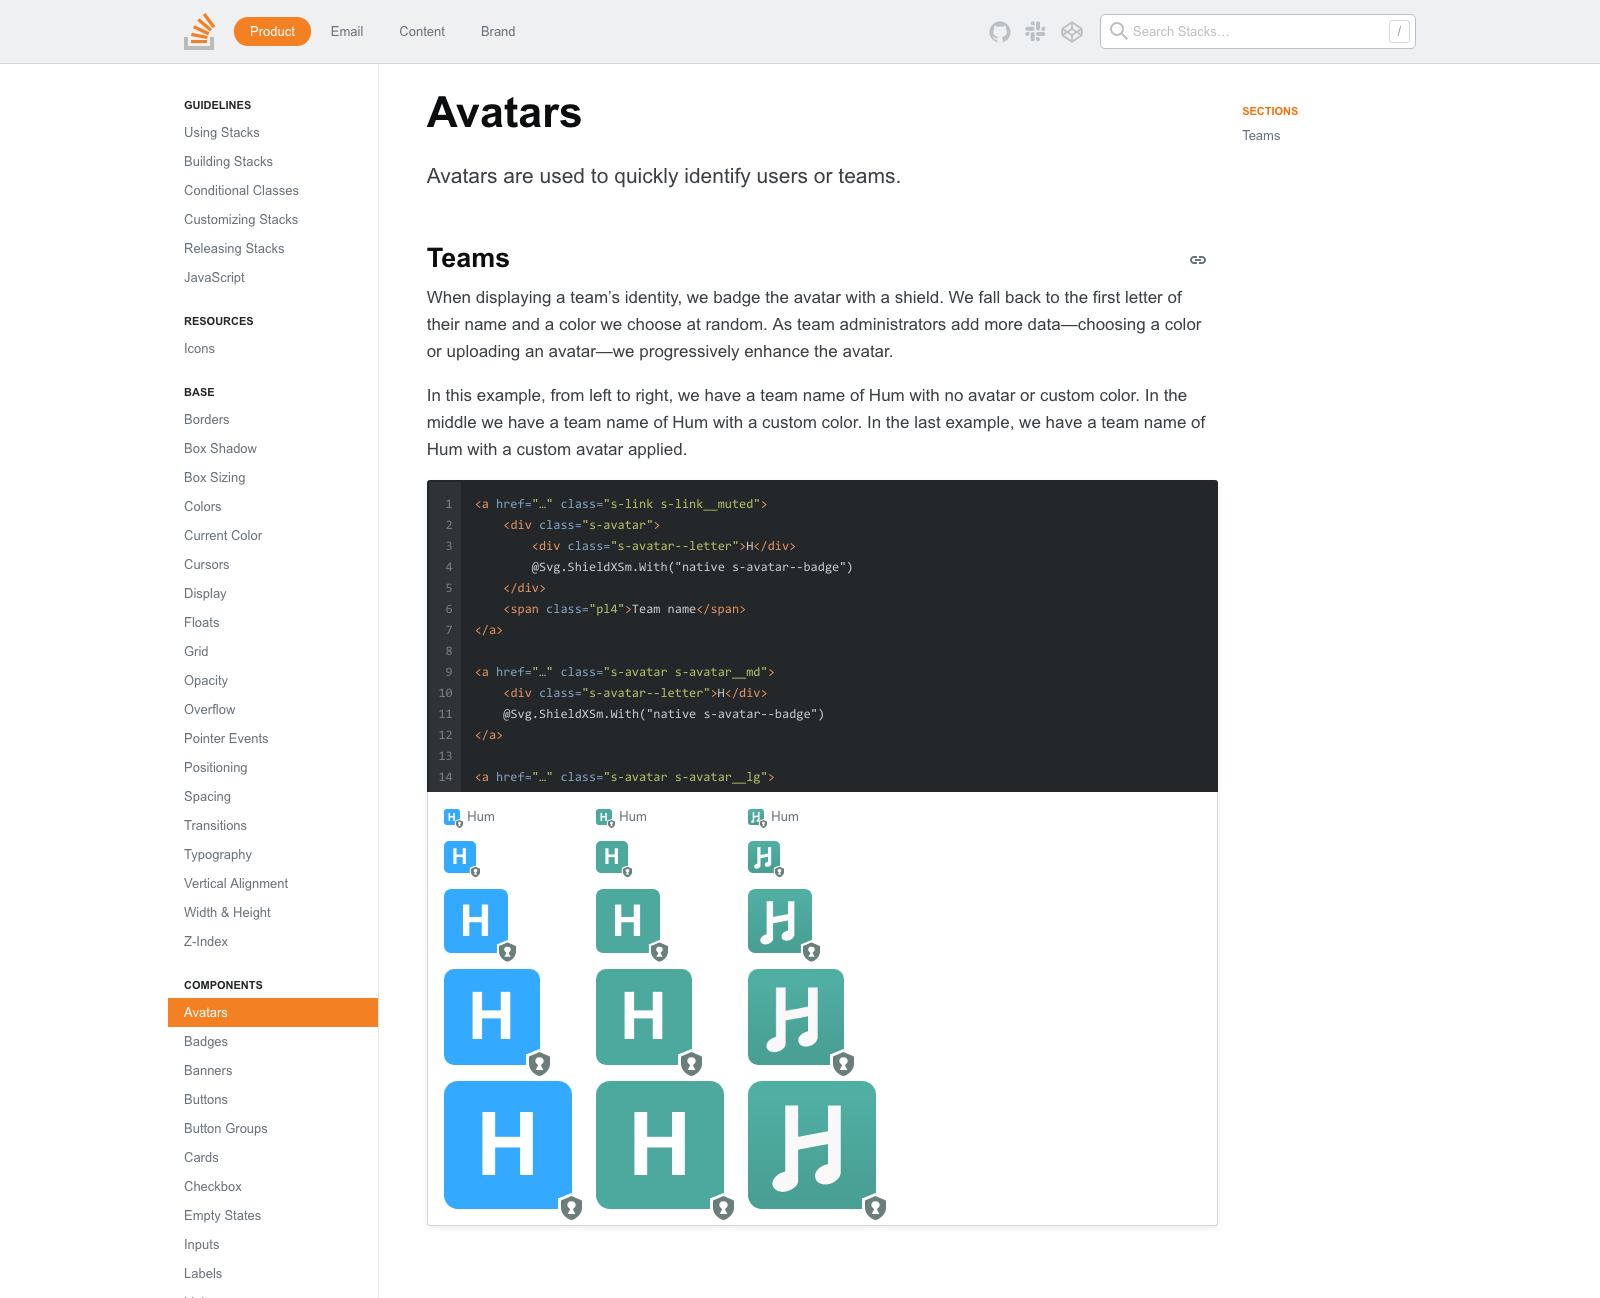 Product
Email
Content
Brand
Search Stacks…
/
GUIDELINES
Using Stacks
Building Stacks
Conditional Classes
Customizing Stacks
Releasing Stacks
JavaScript
RESOURCES
Icons
BASE
Borders
Box Shadow
Box Sizing
Colors
Current Color
Cursors
Display
Floats
Grid
Opacity
Overflow
Pointer Events
Positioning
Spacing
Transitions
Typography
Vertical Alignment
Width & Height
Z-Index
COMPONENTS
Avatars
Badges
Banners
Buttons
Button Groups
Cards
Checkbox
Empty States
Inputs
Labels
Avatars
Avatars are used to quickly identify users or teams.
Teams
When displaying a team’s identity, we badge the avatar with a shield. We fall back to the first letter of
their name and a color we choose at random. As team administrators add more data—choosing a color
or uploading an avatar—we progressively enhance the avatar.
In this example, from left to right, we have a team name of Hum with no avatar or custom color. In the
middle we have a team name of Hum with a custom color. In the last example, we have a team name of
Hum with a custom avatar applied.
1 <a href="…" class="s-link s-link__muted">
2 <div class="s-avatar">
3 <div class="s-avatar--letter">H</div>
4 @Svg.ShieldXSm.With("native s-avatar--badge")
5 </div>
6 <span class="pl4">Team name</span>
7 </a>
8
9 <a href="…" class="s-avatar s-avatar__md">
10 <div class="s-avatar--letter">H</div>
11 @Svg.ShieldXSm.With("native s-avatar--badge")
12 </a>
13
14 <a href="…" class="s-avatar s-avatar__lg">
H Hum
H Hum
H Hum
H
H
H
H
H
H
H
H
H
H
H
H
SECTIONS
Teams